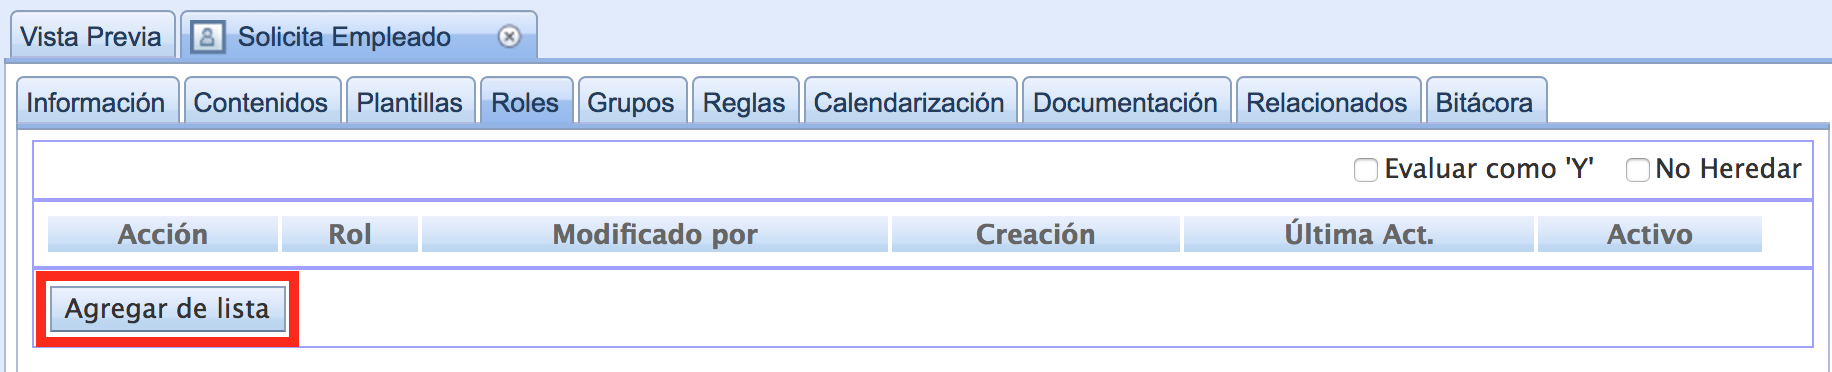 Vista Previa Solicita Empleado
Información Contenidos Plantillas Roles Grupos Reglas Calendarización Documentación Relacionados Bitácora
Evaluar como 'Y' No Heredar
Acción Rol Modificado por Creación Última Act. Activo
Agregar de lista